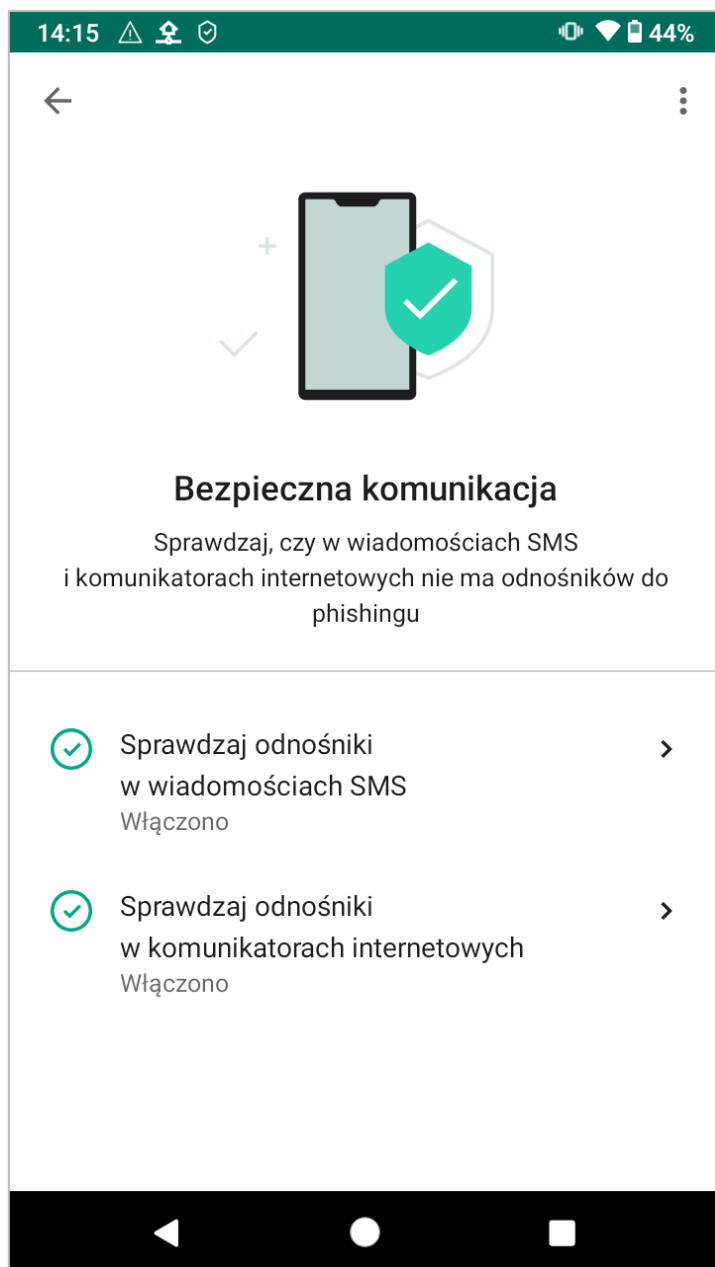 14:15
44%
Bezpieczna komunikacja
Sprawdzaj, czy w wiadomościach SMS
i komunikatorach internetowych nie ma odnośników do
phishingu
Sprawdzaj odnośniki
w wiadomościach SMS
Włączono
Sprawdzaj odnośniki
w komunikatorach internetowych
Włączono